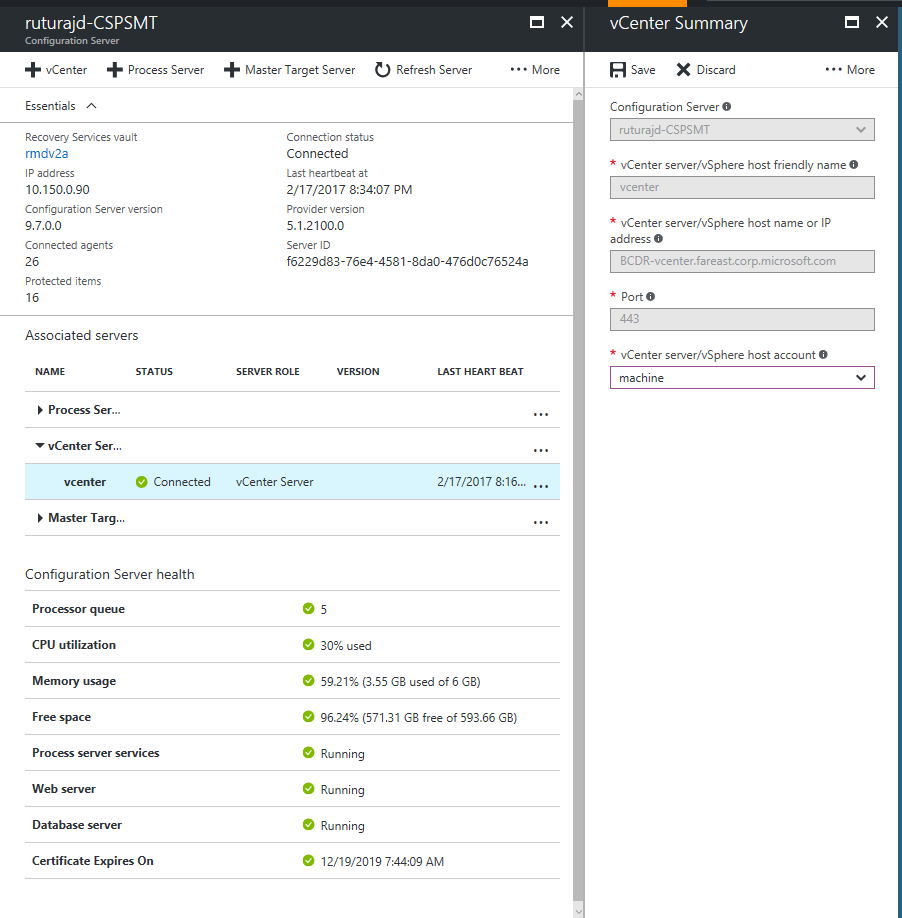 ruturajd-CSPSMT
Configuration Server
vCenter
Process Server
Master Target Server
Refresh Server
More
Essentials
Recovery Services vault
rmdv2a
IP address
10.150.0.90
Configuration Server version
9.7.0.0
Connected agents
26
Protected items
16
Connection status
Connected
Last heartbeat at
2/17/2017 8:34:07 PM
Provider version
5.1.2100.0
Server ID
f6229d83-76e4-4581-8da0-476d0c76524a
Associated servers
NAME STATUS SERVER ROLE VERSION LAST HEART BEAT
Process Ser... ...
vCenter Ser... ...
vcenter Connected vCenter Server 2/17/2017 8:16... ...
Master Targ... ...
Configuration Server health
Processor queue 5
CPU utilization 30% used
Memory usage 59.21% (3.55 GB used of 6 GB)
Free space 96.24% (571.31 GB free of 593.66 GB)
Process server services Running
Web server Running
Database server Running
Certificate Expires On 12/19/2019 7:44:09 AM
vCenter Summary
Save
Discard
More
Configuration Server
ruturajd-CSPSMT
* vCenter server/vSphere host friendly name
vcenter
* vCenter server/vSphere host name or IP
address
BCDR-vcenter.fareast.corp.microsoft.com
* Port
443
* vCenter server/vSphere host account
machine